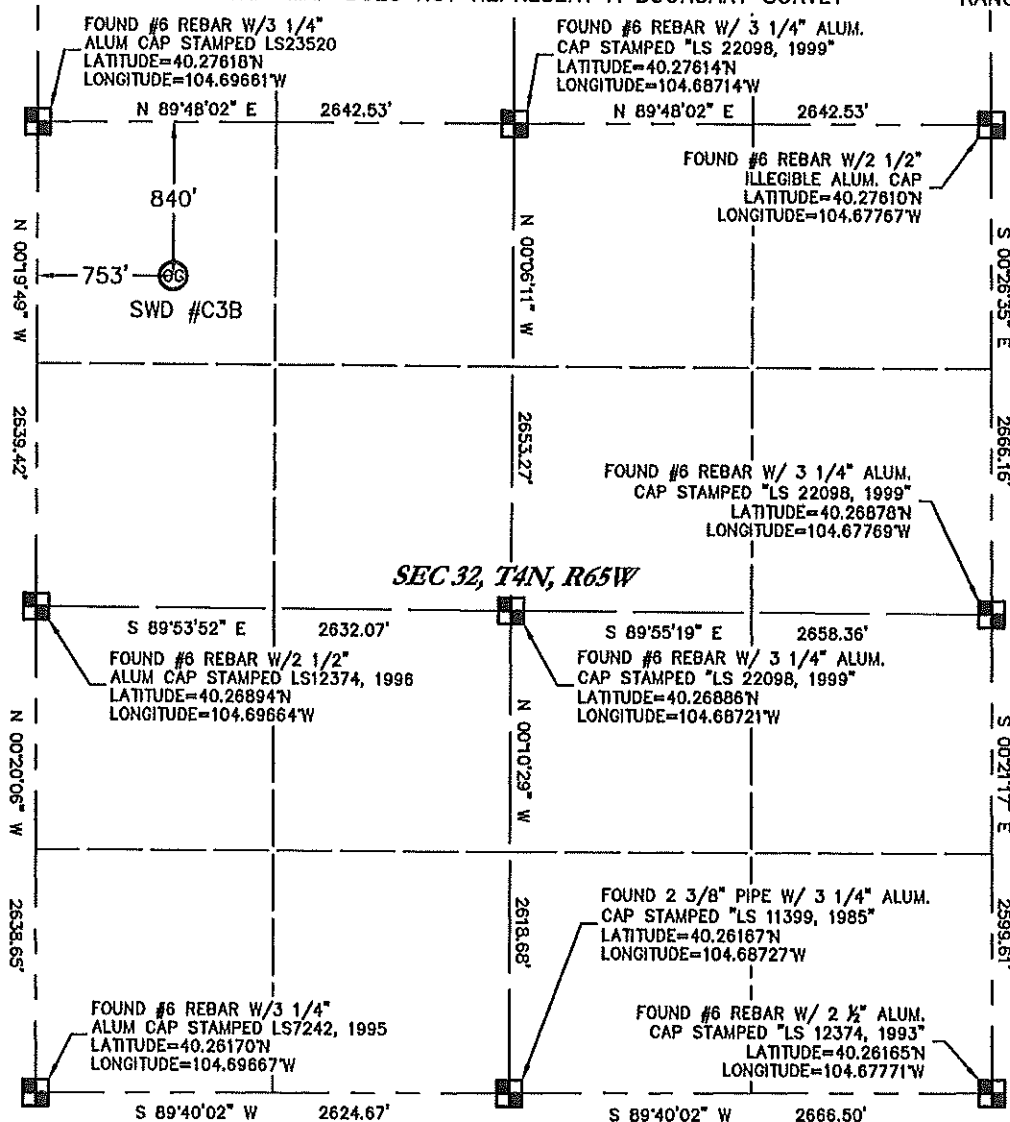 FOUND #6 REBAR W/3 1/4"
ALUM CAP STAMPED LS23520
LATITUDE=40.27618'N
LONGITUDE=104.69661'W
FOUND #6 REBAR W/ 3 1/4" ALUM.
CAP STAMPED "LS 22098, 1999"
LATITUDE=40.27614'N
LONGITUDE=104.68714'W
N 89'48'02" E 2642.53'
N 89'48'02" E 2642.53'
FOUND #6 REBAR W/2 1/2"
ILLEGIBLE ALUM. CAP
LATITUDE=40.27610'N
LONGITUDE=104.67767'W
840'
753'
SWD #C3B
N 00'19'49" W
2639.42'
N 00'06'11" W
2653.27'
S 00'26'35" E
2666.16'
FOUND #6 REBAR W/ 3 1/4" ALUM.
CAP STAMPED "LS 22098, 1999"
LATITUDE=40.26878'N
LONGITUDE=104.67769'W
SEC 32, T4N, R65W
S 89'53'52" E 2632.07'
S 89'55'19" E 2658.36'
FOUND #6 REBAR W/2 1/2"
ALUM CAP STAMPED LS12374, 1996
LATITUDE=40.26894'N
LONGITUDE=104.69664'W
FOUND #6 REBAR W/ 3 1/4" ALUM.
CAP STAMPED "LS 22098, 1999"
LATITUDE=40.26886'N
LONGITUDE=104.68721'W
N 00'20'06" W
2638.65'
N 00'10'29" W
2618.68'
S 00'21'17" E
2599.61'
FOUND 2 3/8" PIPE W/ 3 1/4" ALUM.
CAP STAMPED "LS 11399, 1985"
LATITUDE=40.26167'N
LONGITUDE=104.68727'W
FOUND #6 REBAR W/3 1/4"
ALUM CAP STAMPED LS7242, 1995
LATITUDE=40.26170'N
LONGITUDE=104.69667'W
FOUND #6 REBAR W/ 2 ½" ALUM.
CAP STAMPED "LS 12374, 1993"
LATITUDE=40.26165'N
LONGITUDE=104.67771'W
S 89'40'02" W 2624.67'
S 89'40'02" W 2666.50'